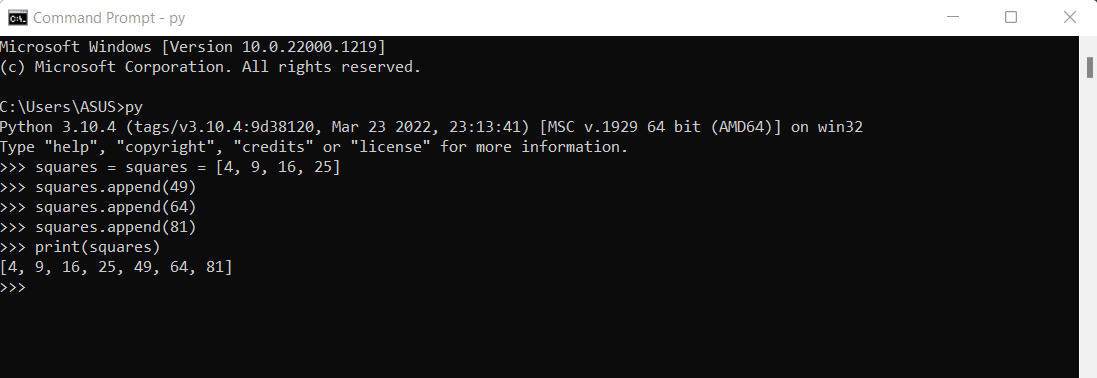 Command Prompt - py
Microsoft Windows [Version 10.0.22000.1219]
(c) Microsoft Corporation. All rights reserved.
C:\Users\ASUS>py
Python 3.10.4 (tags/v3.10.4:9d38120, Mar 23 2022, 23:13:41) [MSC v.1929 64 bit (AMD64)] on win32
Type "help", "copyright", "credits" or "license" for more information.
>>> squares = squares = [4, 9, 16, 25]
>>> squares.append(49)
>>> squares.append(64)
>>> squares.append(81)
>>> print(squares)
[4, 9, 16, 25, 49, 64, 81]
>>>